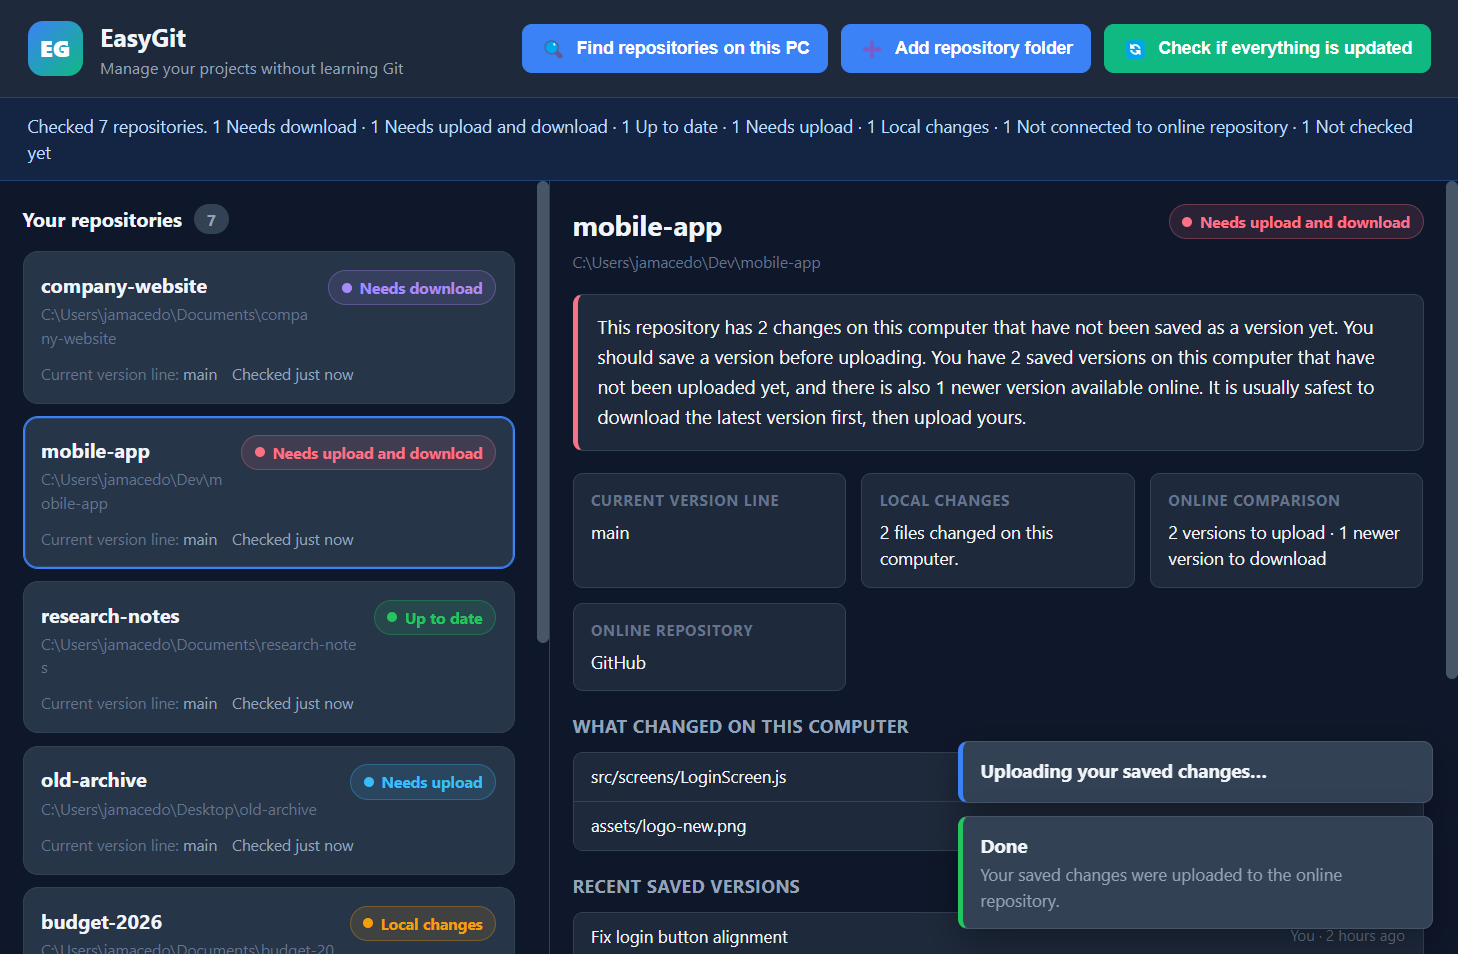 EG
EasyGit
Manage your projects without learning Git
Find repositories on this PC
Add repository folder
Check if everything is updated
Checked 7 repositories. 1 Needs download · 1 Needs upload and download · 1 Up to date · 1 Needs upload · 1 Local changes · 1 Not connected to online repository · 1 Not checked
yet
Your repositories 7
company-website
Needs download
C:\Users\jamacedo\Documents\compa
ny-website
Current version line: main Checked just now
mobile-app
Needs upload and download
C:\Users\jamacedo\Dev\m
obile-app
Current version line: main Checked just now
research-notes
Up to date
C:\Users\jamacedo\Documents\research-note
s
Current version line: main Checked just now
old-archive
Needs upload
C:\Users\jamacedo\Desktop\old-archive
Current version line: main Checked just now
budget-2026
Local changes
C:\Users\jamacedo\Documents\budget-20
mobile-app
Needs upload and download
C:\Users\jamacedo\Dev\mobile-app
This repository has 2 changes on this computer that have not been saved as a version yet. You
should save a version before uploading. You have 2 saved versions on this computer that have
not been uploaded yet, and there is also 1 newer version available online. It is usually safest to
download the latest version first, then upload yours.
CURRENT VERSION LINE
main
LOCAL CHANGES
2 files changed on this
computer.
ONLINE COMPARISON
2 versions to upload · 1 newer
version to download
ONLINE REPOSITORY
GitHub
WHAT CHANGED ON THIS COMPUTER
src/screens/LoginScreen.js
assets/logo-new.png
RECENT SAVED VERSIONS
Fix login button alignment
You · 2 hours ago
Uploading your saved changes...
Done
Your saved changes were uploaded to the online
repository.